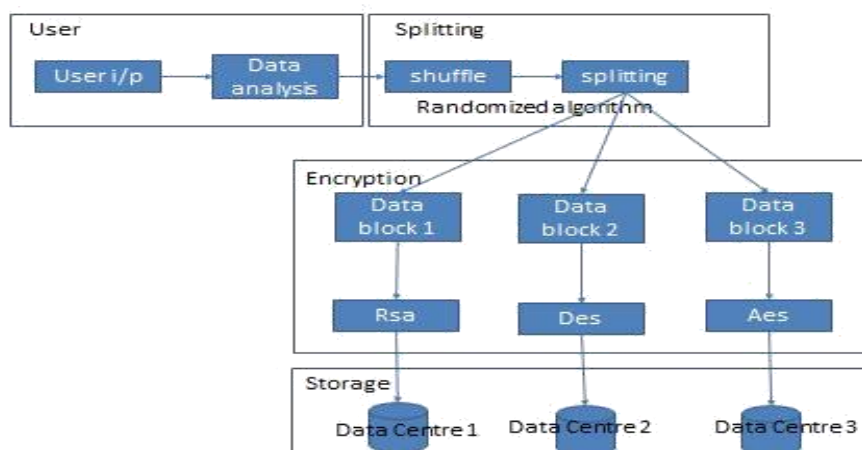 User
Splitting
User i/p
Data
analysis
shuffle
splitting
Randomized algorithm
Encryption
Data
block 1
Data
block 2
Data
block 3
Rsa
Des
Aes
Storage
Data Centre 1
Data Centre 2
Data Centre 3